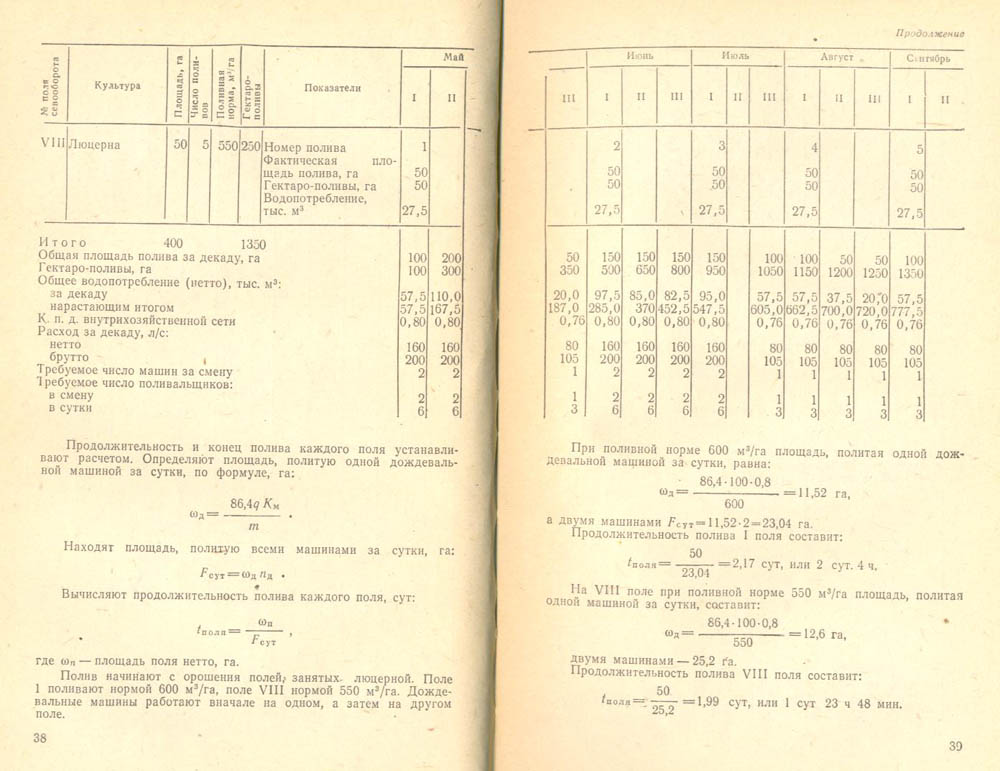 № поля севооборота
Культура
Площадь, га
Число поливов
Поливная норма, м³/га
Гектаро-поливы
Показатели
Май
I II
VIII Люцерна 50 5 550 250 Номер полива 1
Фактическая пло-
щадь полива, га 50
Гектаро-поливы, га 50
Водопотребление,
тыс. м³ 27,5
Итого 400 1350
Общая площадь полива за декаду, га 100 200
Гектаро-поливы, га 100 300
Общее водопотребление (нетто), тыс. м³:
за декаду 57,5 110,0
нарастающим итогом 57,5 167,5
К. п. д. внутрихозяйственной сети 0,80 0,80
Расход за декаду, л/с:
нетто 160 160
брутто 200 200
Требуемое число машин за смену 2 2
Требуемое число поливальщиков:
в смену 2 2
в сутки 6 6
Продолжительность и конец полива каждого поля устанавли-
вают расчетом. Определяют площадь, политую одной дождеваль-
ной машиной за сутки, по формуле, га:
ωд = 86,4q Kм / m .
Находят площадь, политую всеми машинами за сутки, га:
Fсут = ωд nд .
Вычисляют продолжительность полива каждого поля, сут:
tполя = ωп / Fсут ,
где ωп — площадь поля нетто, га.
Полив начинают с орошения полей, занятых люцерной. Поле
1 поливают нормой 600 м³/га, поле VIII нормой 550 м³/га. Дожде-
вальные машины работают вначале на одном, а затем на другом
поле.
38
Продолжение
Июнь Июль Август Сентябрь
III I II III I II III I II III I II
2 3 4 5
50 50 50 50
50 50 50 50
27,5 27,5 27,5 27,5
50 150 150 150 150 100 100 50 50 100
350 500 650 800 950 1050 1150 1200 1250 1350
20,0 97,5 85,0 82,5 95,0 57,5 57,5 37,5 20,0 57,5
187,0 285,0 370 452,5 547,5 605,0 662,5 700,0 720,0 777,5
0,76 0,80 0,80 0,80 0,80 0,76 0,76 0,76 0,76 0,76
80 160 160 160 160 80 80 80 80 80
105 200 200 200 200 105 105 105 105 105
1 2 2 2 2 1 1 1 1 1
1 2 2 2 2 1 1 1 1 1
3 6 6 6 6 3 3 3 3 3
При поливной норме 600 м³/га площадь, политая одной дож-
девальной машиной за сутки, равна:
ωд = 86,4·100·0,8 / 600 = 11,52 га,
а двумя машинами Fсут = 11,52·2 = 23,04 га.
Продолжительность полива I поля составит:
tполя = 50 / 23,04 = 2,17 сут, или 2 сут. 4 ч.
На VIII поле при поливной норме 550 м³/га площадь, политая
одной машиной за сутки, составит:
ωд = 86,4·100·0,8 / 550 = 12,6 га,
двумя машинами — 25,2 га.
Продолжительность полива VIII поля составит:
tполя = 50 / 25,2 = 1,99 сут, или 1 сут 23 ч 48 мин.
39